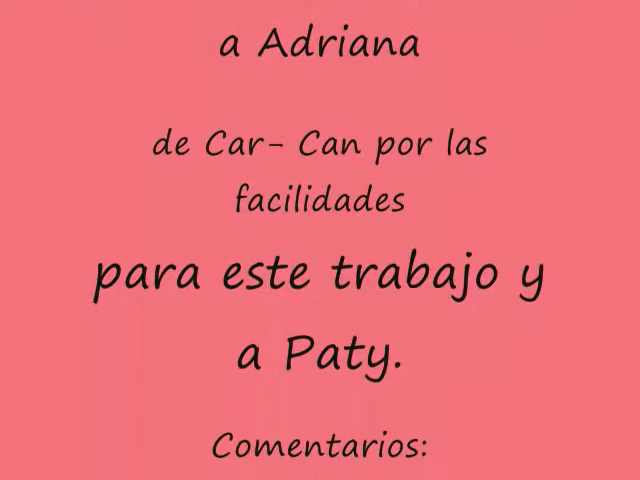 a Adriana
de Car- Can por las
facilidades
para este trabajo y
a Paty.
Comentarios: